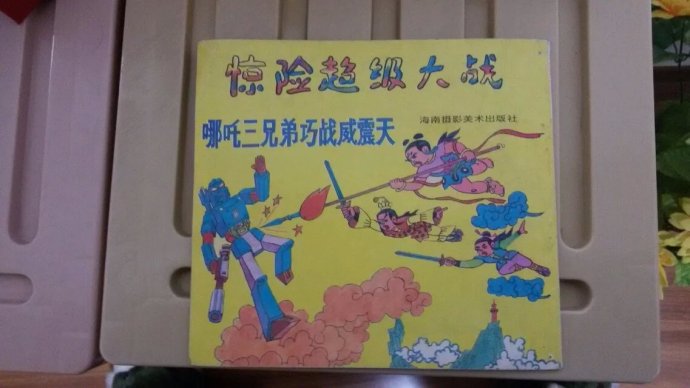 惊险超级大战
海南摄影美术出版社
哪吒三兄弟巧战威震天